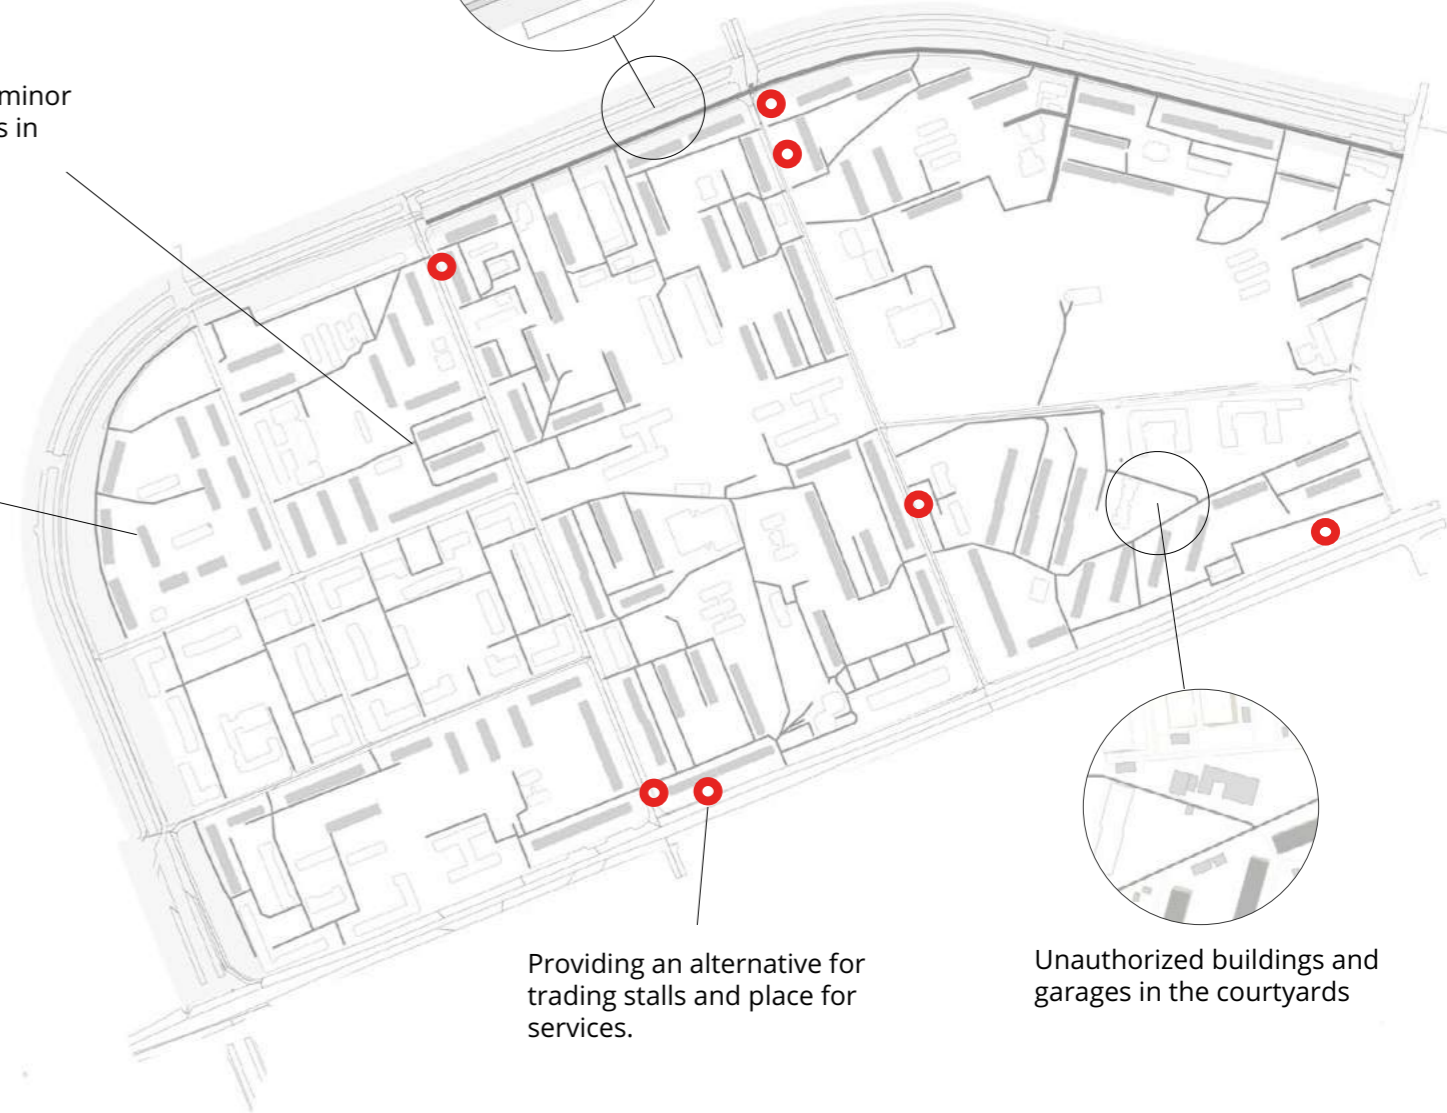 minor
s in
Providing an alternative for
trading stalls and place for
services.
Unauthorized buildings and
garages in the courtyards